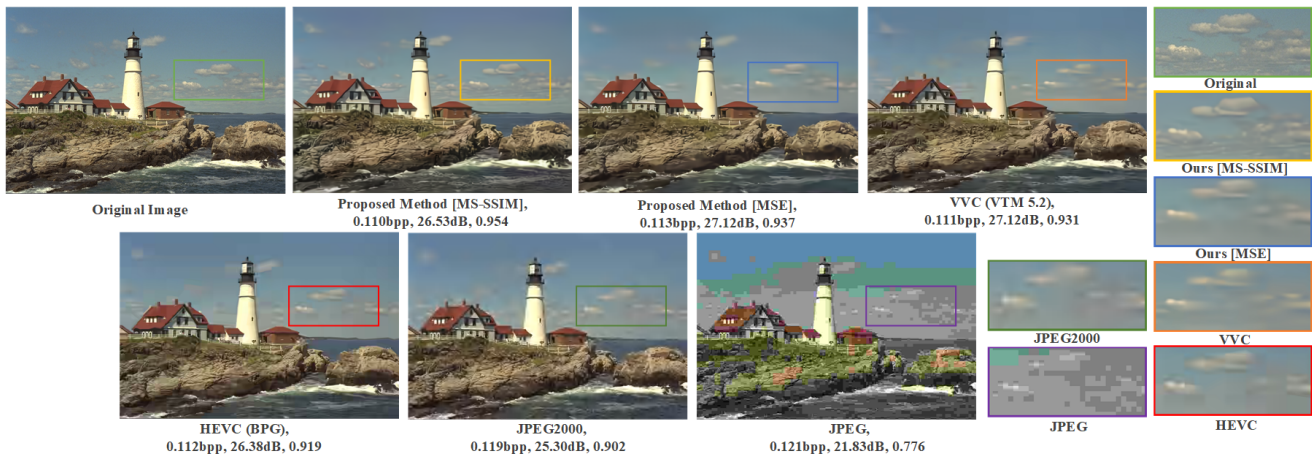 Original Image
Proposed Method [MS-SSIM],
0.110bpp, 26.53dB, 0.954
Proposed Method [MSE],
0.113bpp, 27.12dB, 0.937
VVC (VTM 5.2),
0.111bpp, 27.12dB, 0.931
Original
Ours [MS-SSIM]
Ours [MSE]
VVC
HEVC
HEVC (BPG),
0.112bpp, 26.38dB, 0.919
JPEG2000,
0.119bpp, 25.30dB, 0.902
JPEG,
0.121bpp, 21.83dB, 0.776
JPEG2000
JPEG